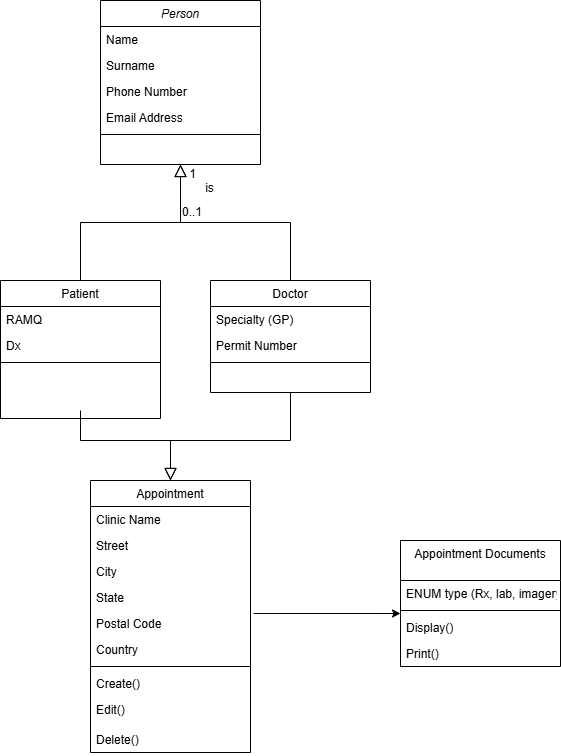 Person
Name
Surname
Phone Number
Email Address
1
is
0..1
Patient
RAMQ
Dx
Doctor
Specialty (GP)
Permit Number
Appointment
Clinic Name
Street
City
State
Postal Code
Country
Create()
Edit()
Delete()
Appointment Documents
ENUM type (Rx, lab, imagery
Display()
Print()